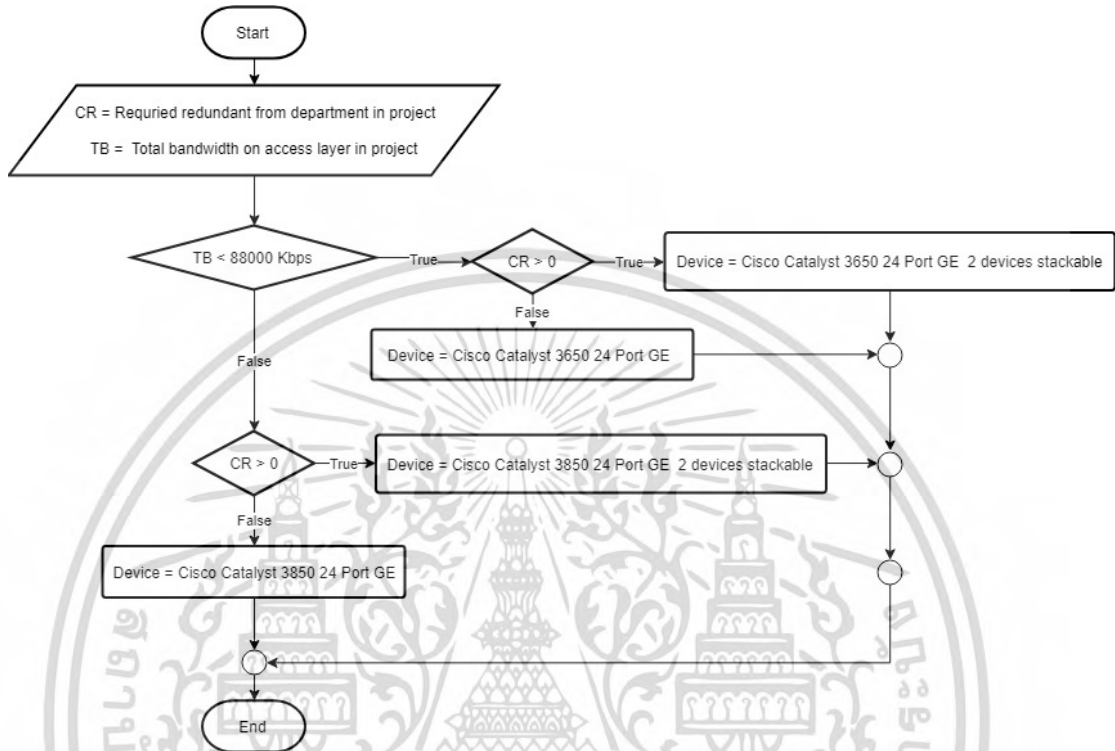 Start
CR = Requried redundant from department in project
TB = Total bandwidth on access layer in project
TB < 88000 Kbps
True
CR > 0
True
Device = Cisco Catalyst 3650 24 Port GE 2 devices stackable
False
Device = Cisco Catalyst 3650 24 Port GE
False
CR > 0
True
Device = Cisco Catalyst 3850 24 Port GE 2 devices stackable
False
Device = Cisco Catalyst 3850 24 Port GE
End